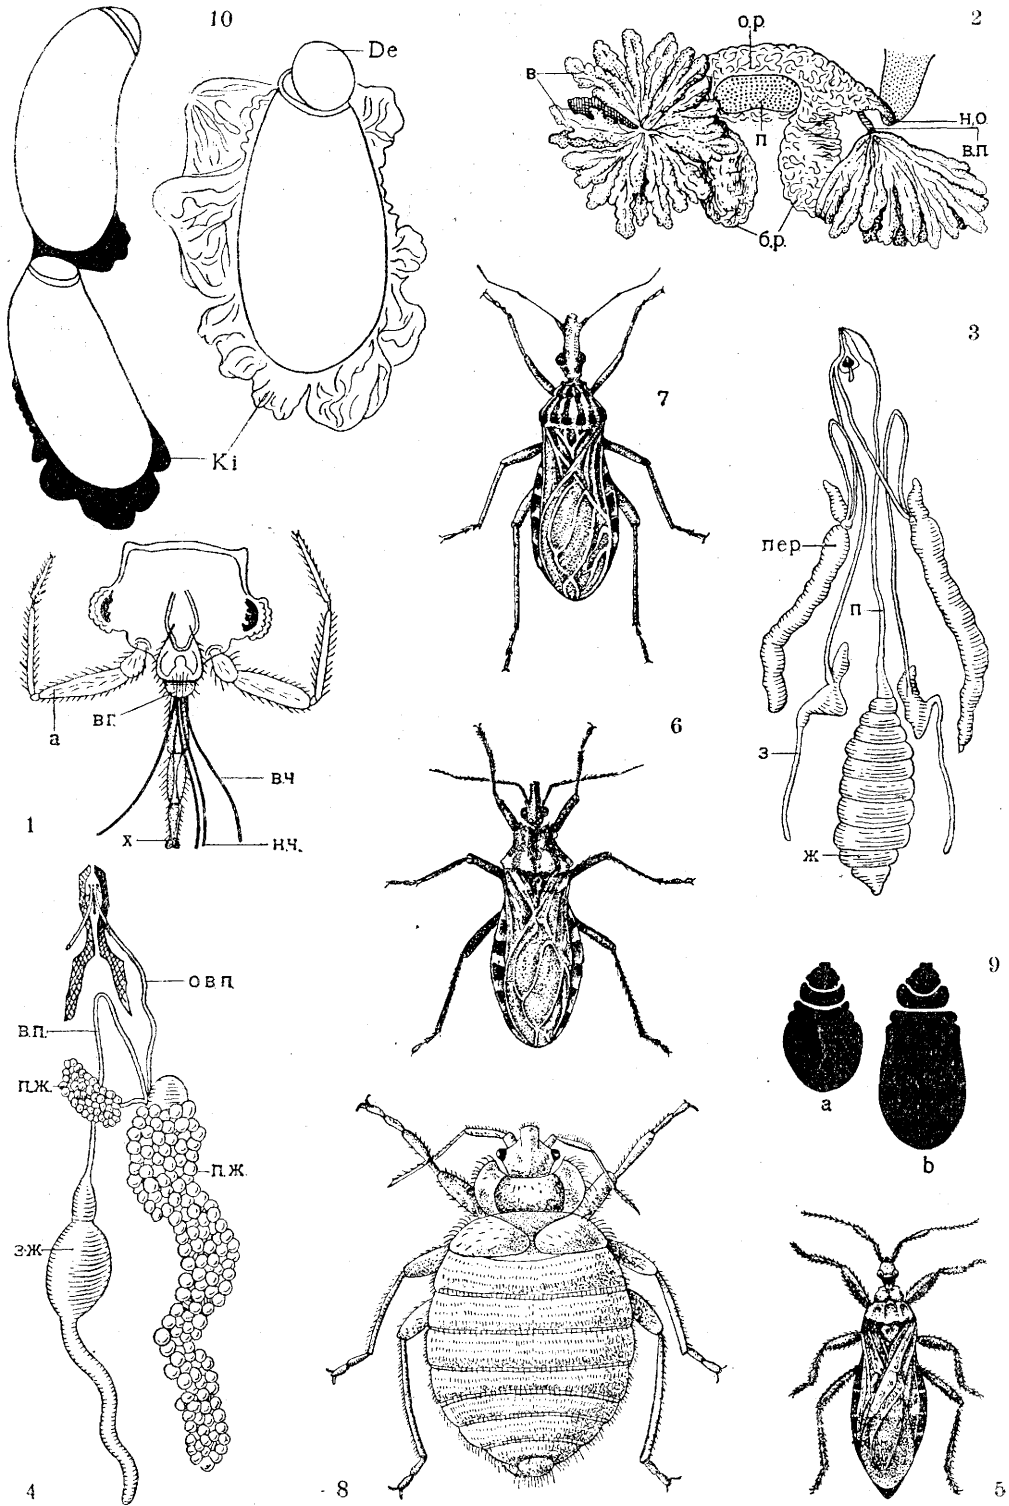 10
De
Ki
2
о.р.
в
п
н.о.
в.п
б.р.
3
пер
п
з
ж
7
1
а
в.г.
в.ч
х
н.ч.
6
4
о.в.п.
в.п.
п.ж.
п.ж.
з.ж
9
a
b
8
5